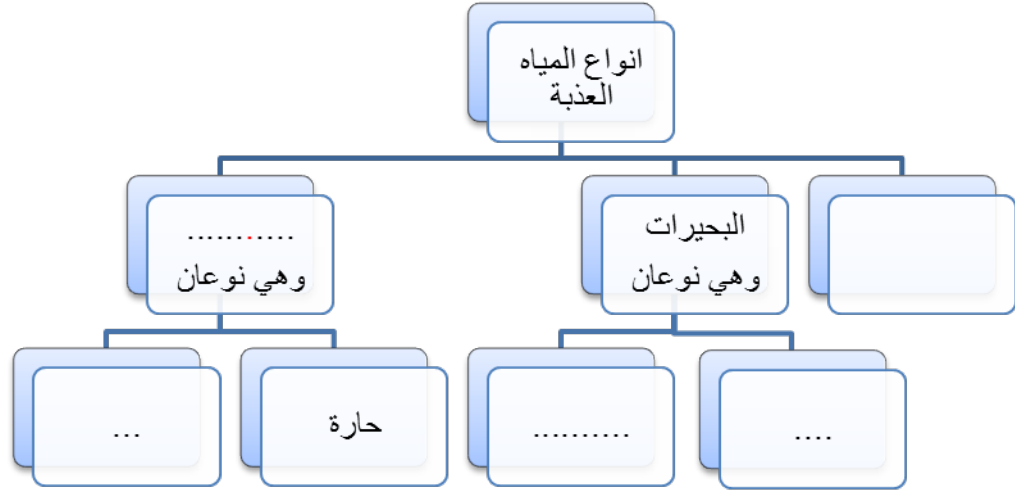 انواع المياه
العذبة
البحيرات
وهي نوعان
...........
وهي نوعان
....
..........
حارة
...